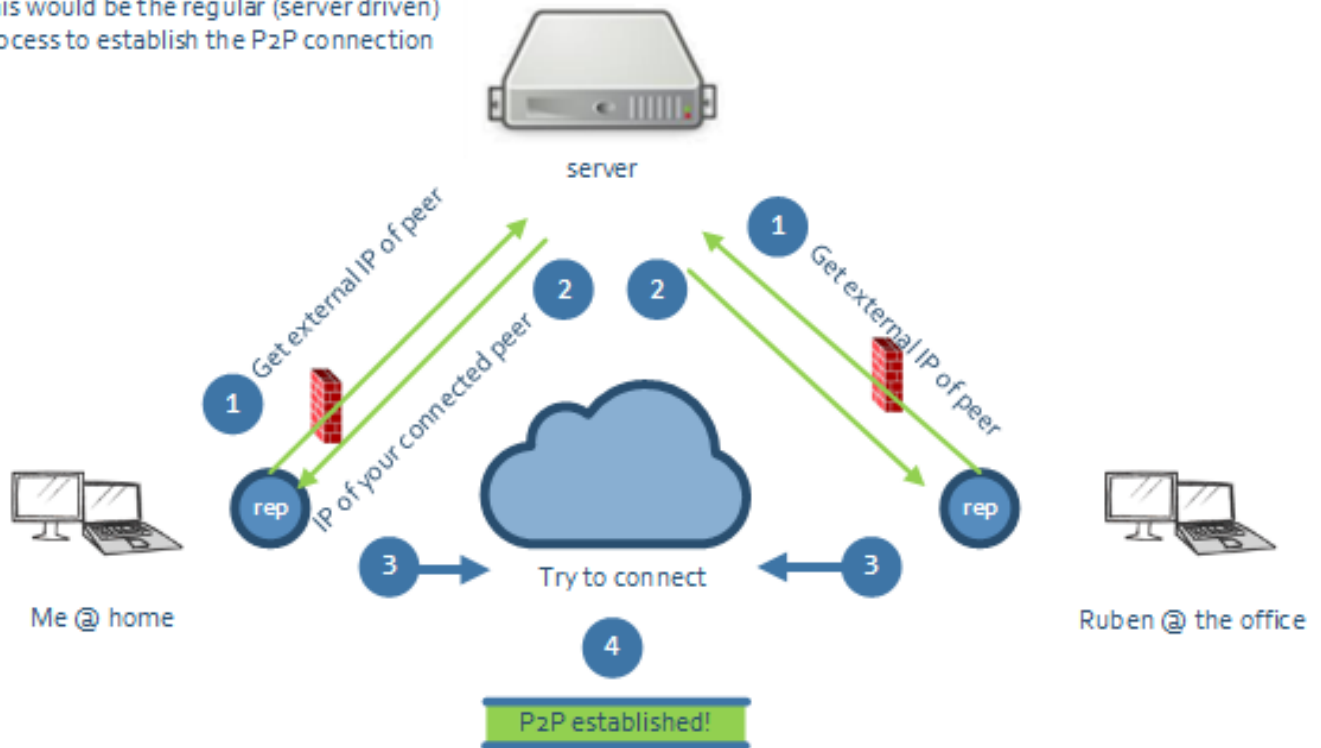 his would be the regular (server driven)
ocess to establish the P2P connection
server
1
Get external IP of peer
1
Get external IP of peer
2
2
IP of your connected peer
rep
rep
3
3
Try to connect
Me @ home
Ruben @ the office
4
P2P established!